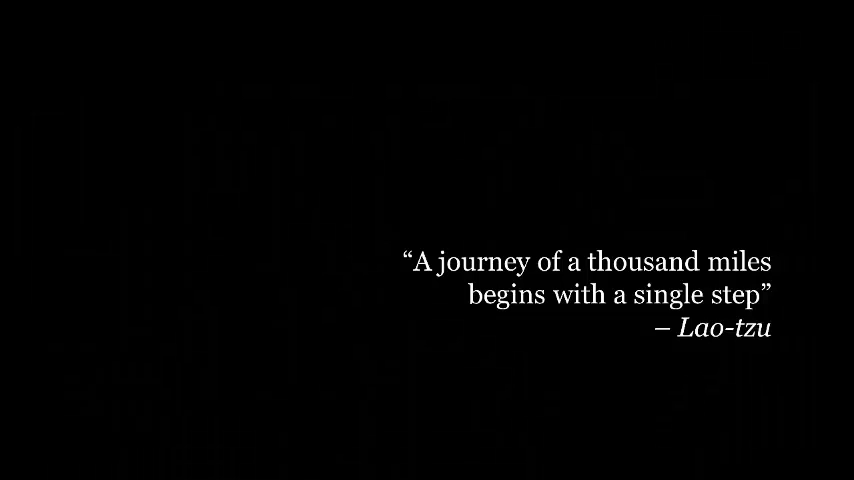 “A journey of a thousand miles
begins with a single step”
– Lao-tzu